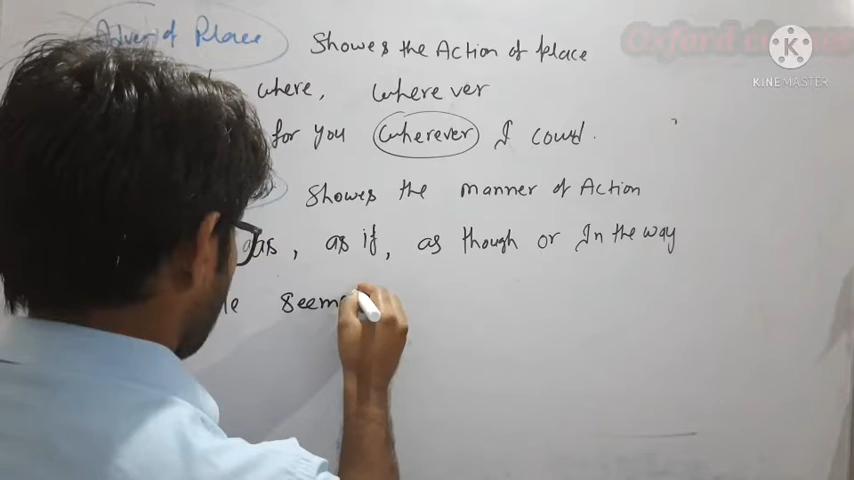 Adverb of Place Showes the Action of place
where, wherever
for you wherever I could.
Showes the manner of Action
as, as if, as though or In the way
seem
Oxford classes
KINEMASTER